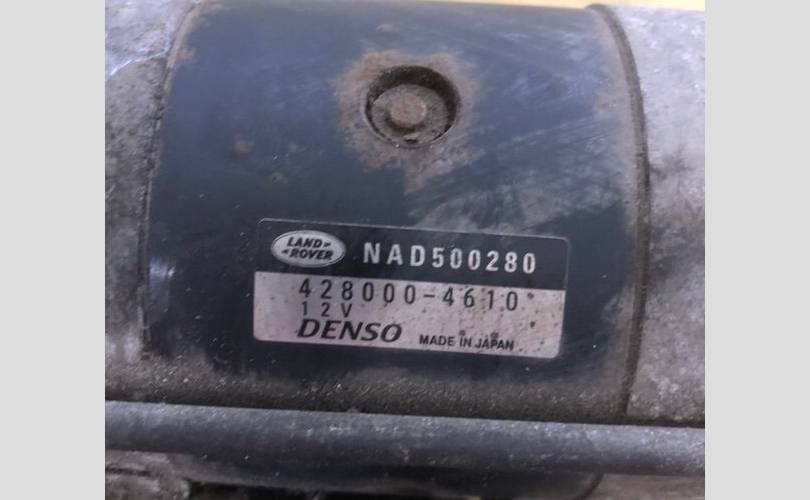 LAND-
-ROVER
NAD500280
428000-4610
12V
DENSO MADE IN JAPAN